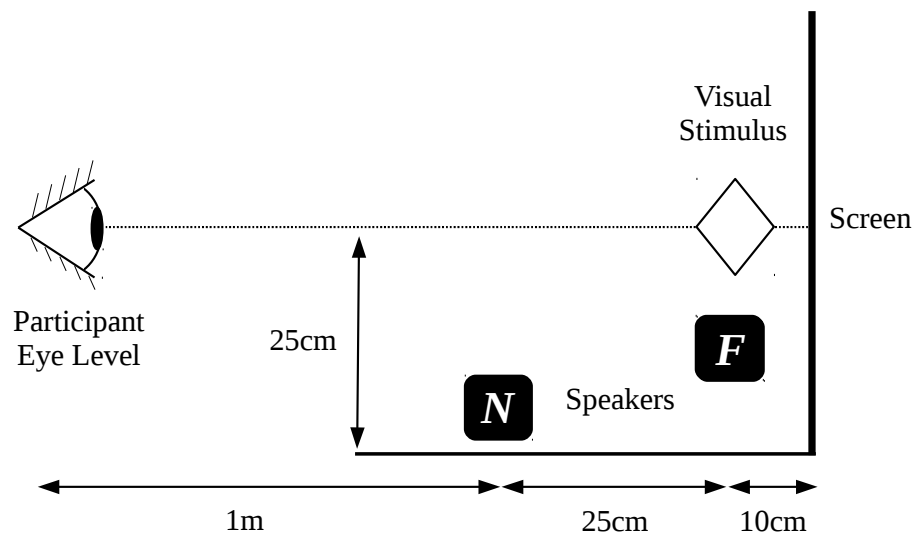 Visual
Stimulus
Screen
Participant
Eye Level
25cm
F
N
Speakers
1m
25cm
10cm